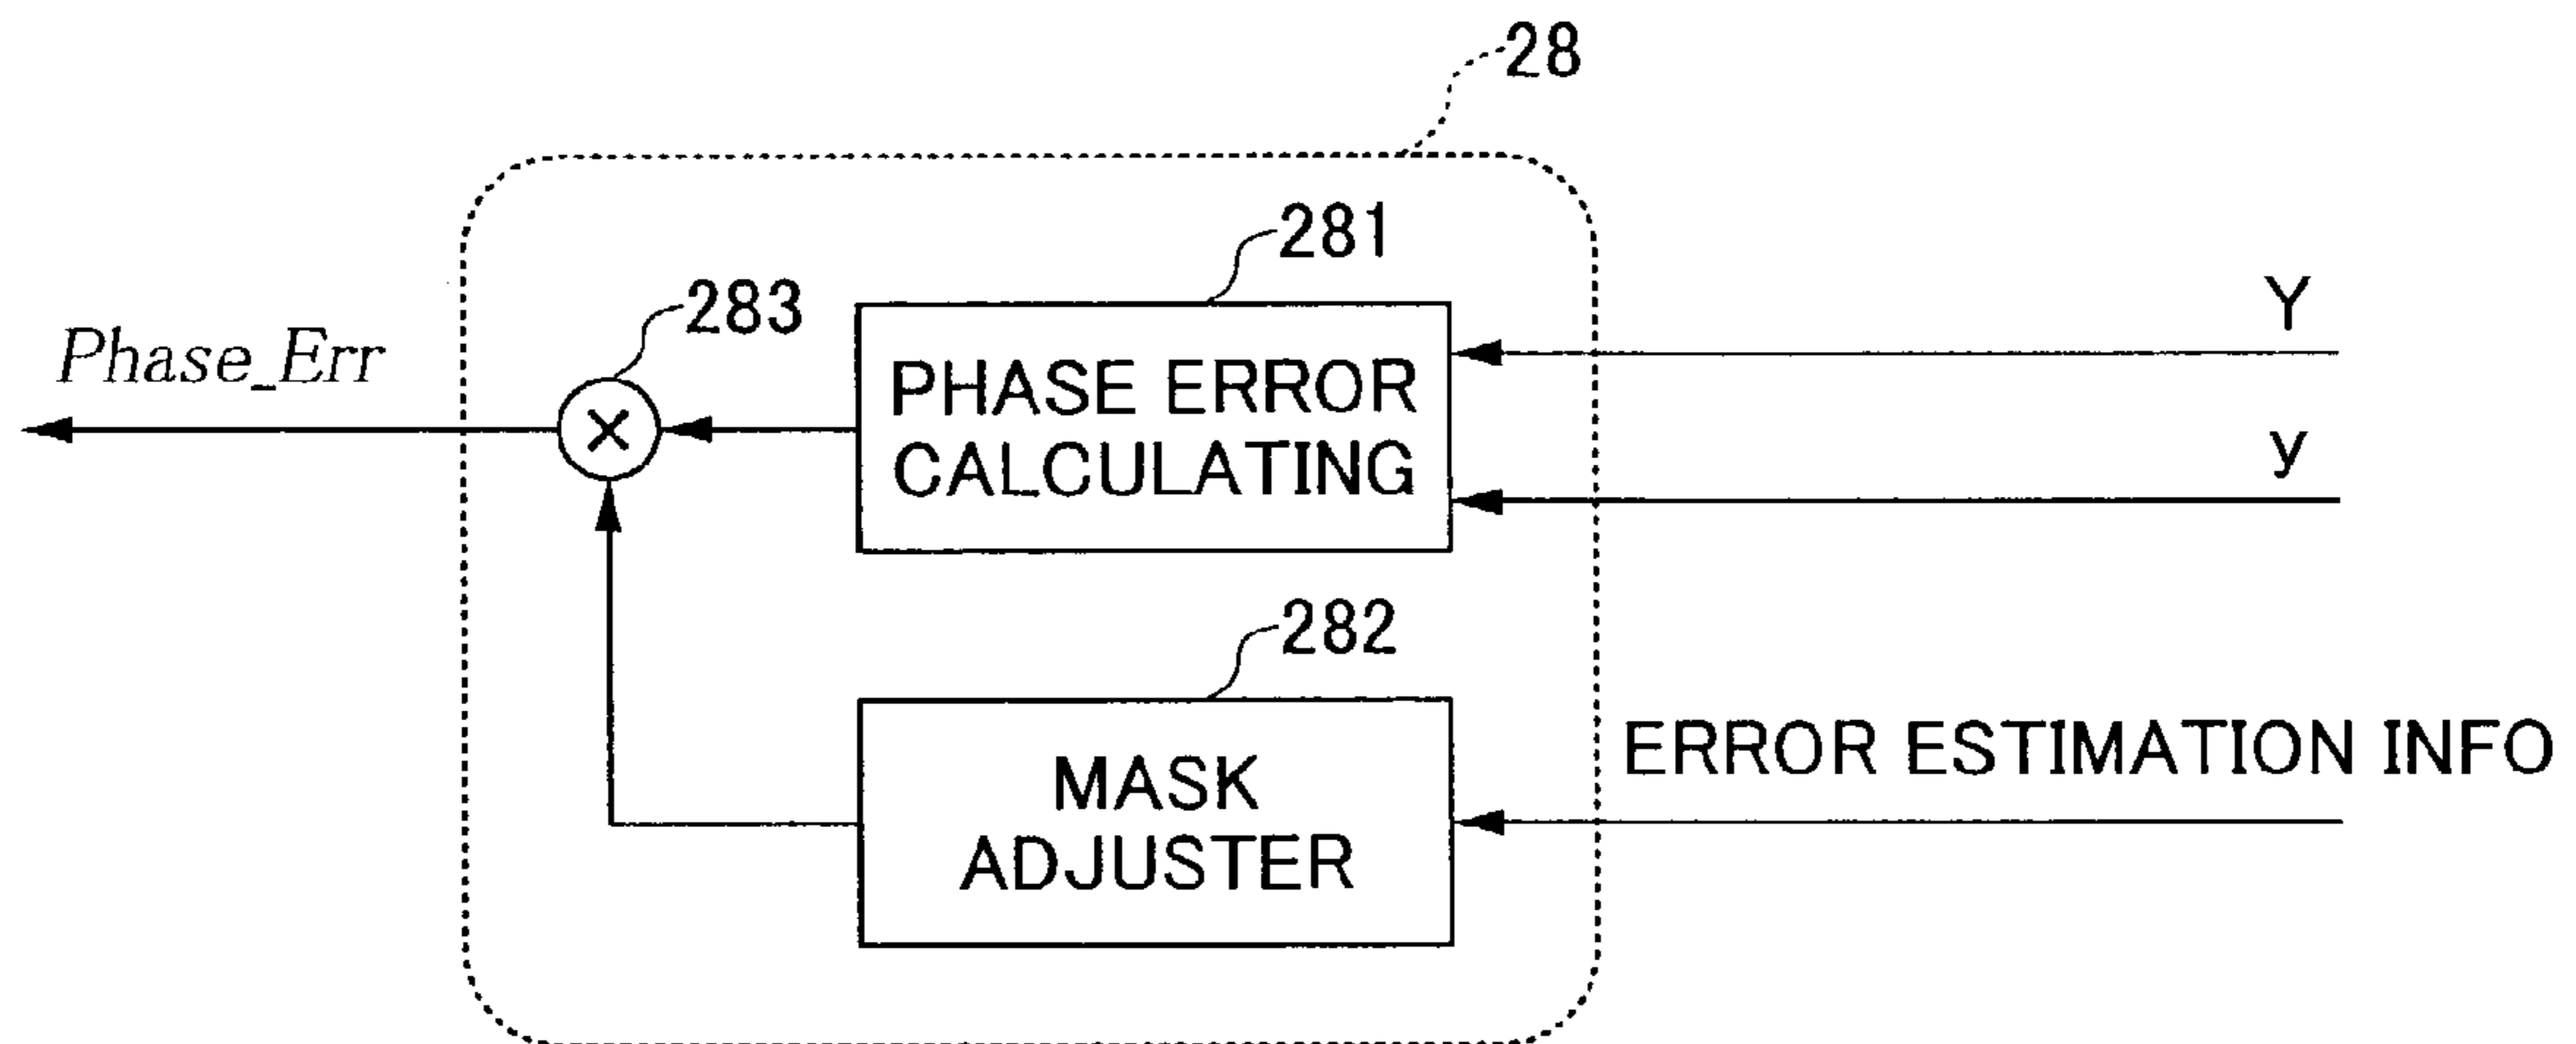 28
281
283
Y
Phase_Err
PHASE ERROR
CALCULATING
y
282
MASK
ADJUSTER
ERROR ESTIMATION INFO